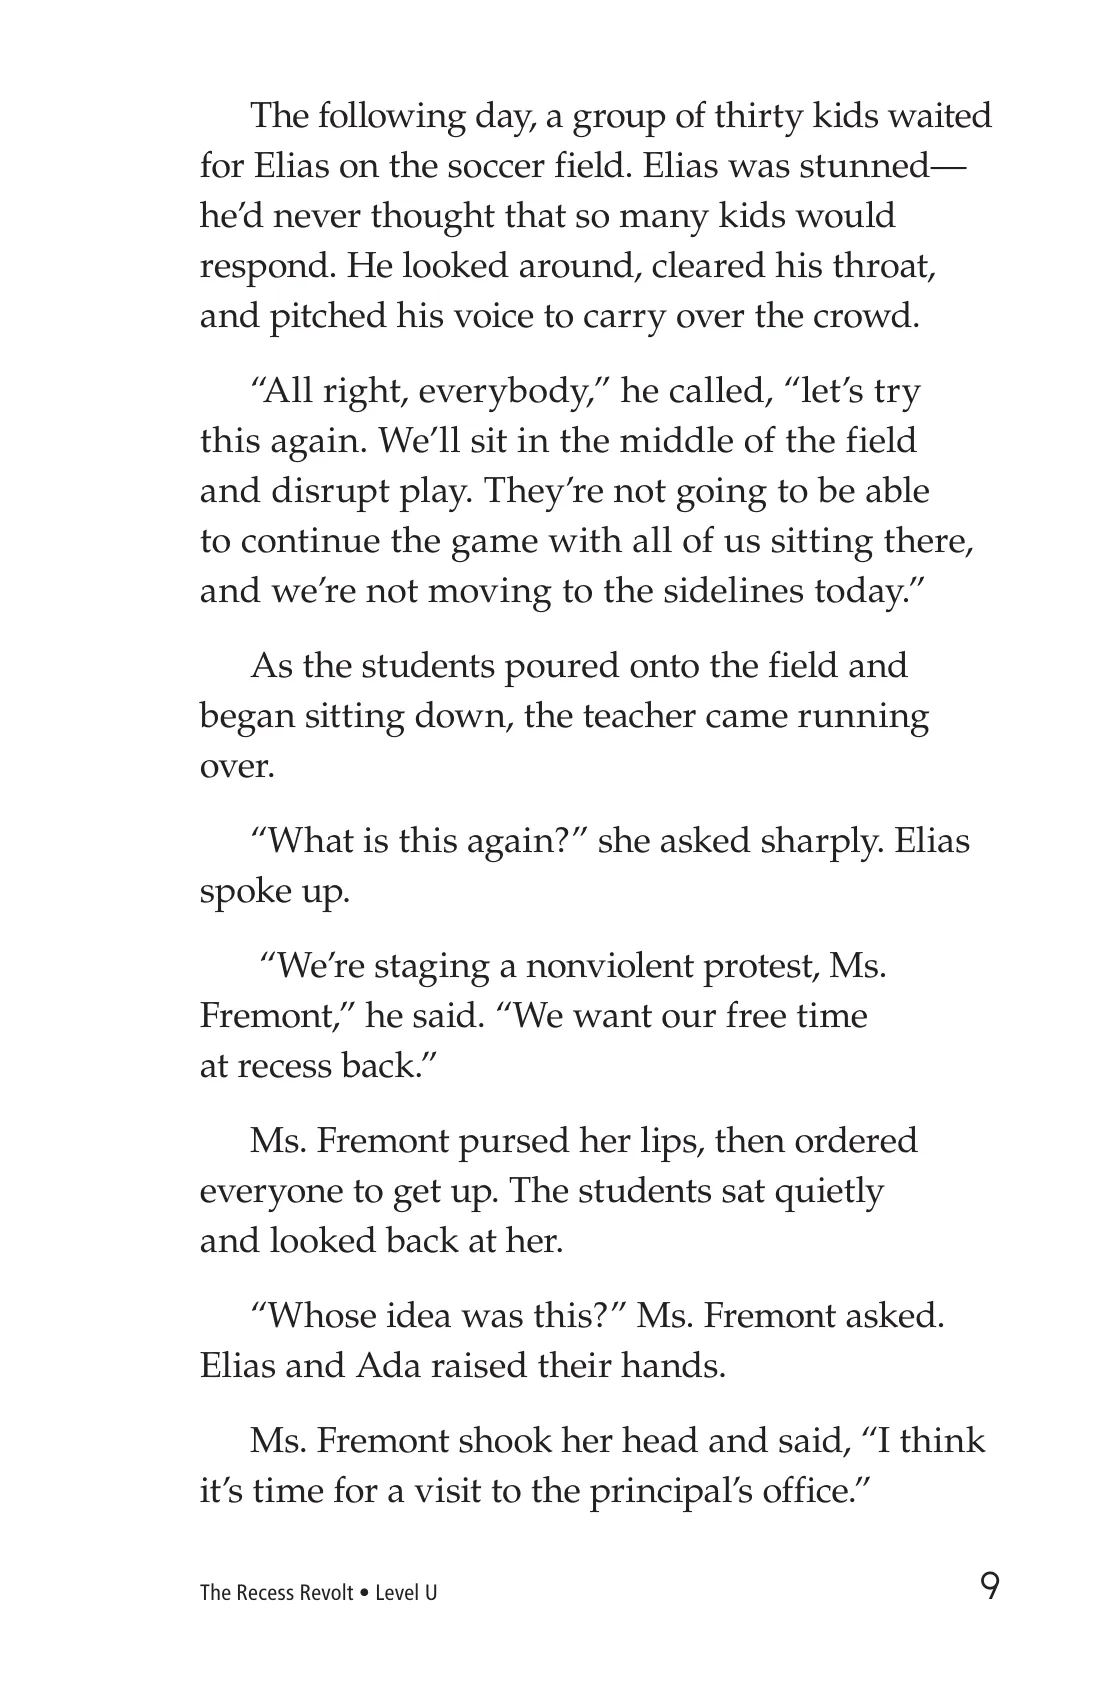 The following day, a group of thirty kids waited
for Elias on the soccer field. Elias was stunned—
he’d never thought that so many kids would
respond. He looked around, cleared his throat,
and pitched his voice to carry over the crowd.
“All right, everybody,” he called, “let’s try
this again. We’ll sit in the middle of the field
and disrupt play. They’re not going to be able
to continue the game with all of us sitting there,
and we’re not moving to the sidelines today.”
As the students poured onto the field and
began sitting down, the teacher came running
over.
“What is this again?” she asked sharply. Elias
spoke up.
“We’re staging a nonviolent protest, Ms.
Fremont,” he said. “We want our free time
at recess back.”
Ms. Fremont pursed her lips, then ordered
everyone to get up. The students sat quietly
and looked back at her.
“Whose idea was this?” Ms. Fremont asked.
Elias and Ada raised their hands.
Ms. Fremont shook her head and said, “I think
it’s time for a visit to the principal’s office.”
The Recess Revolt • Level U
9